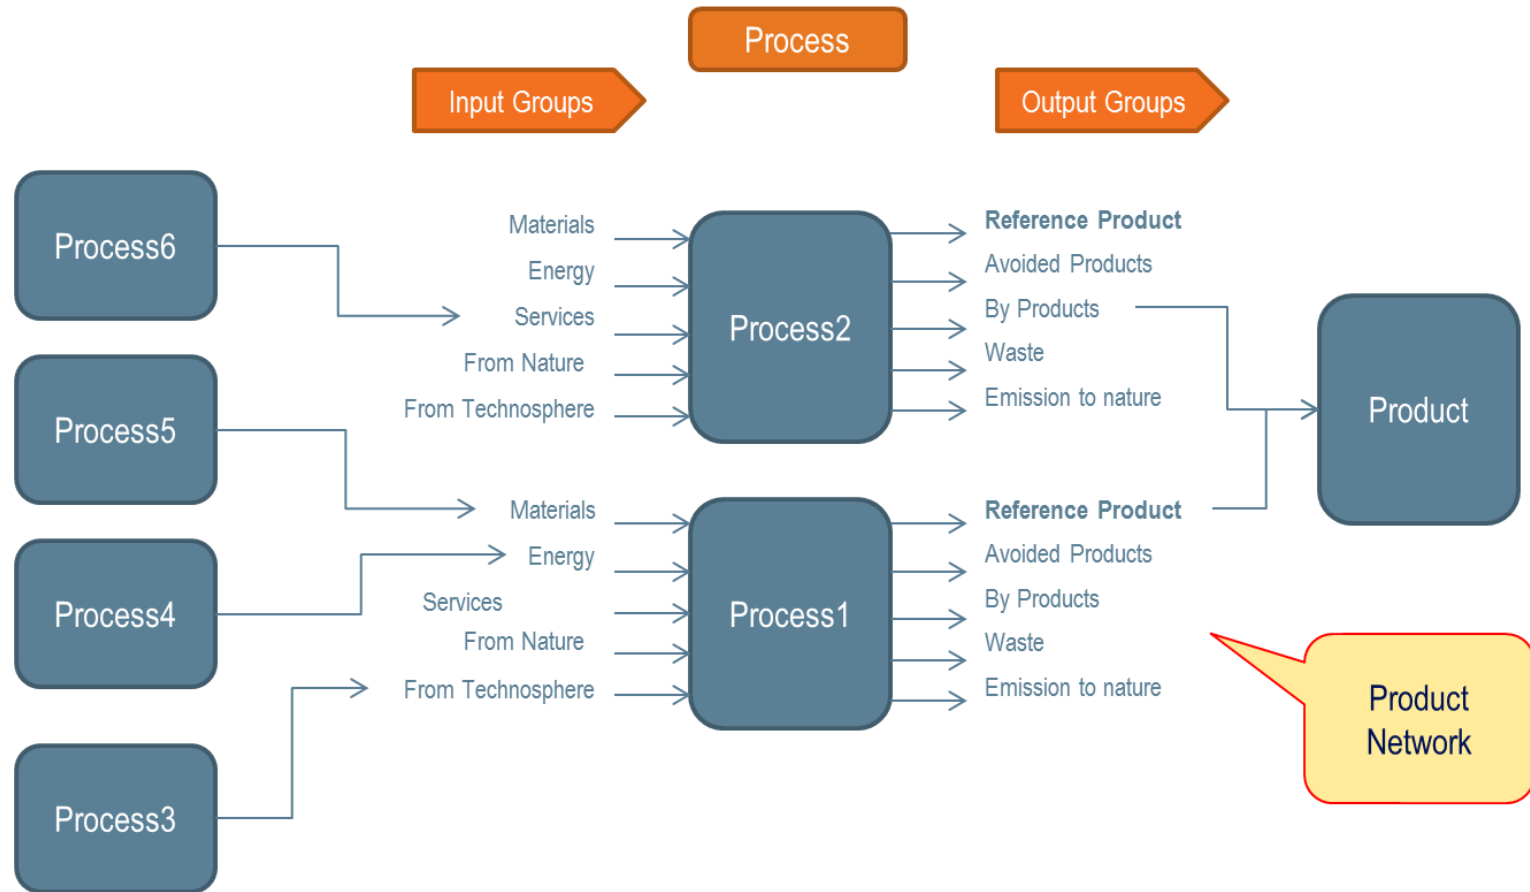 Process
Input Groups
Output Groups
Process6
Process5
Process4
Process3
Materials
Energy
Services
From Nature
From Technosphere
Process2
Reference Product
Avoided Products
By Products
Waste
Emission to nature
Materials
Energy
Services
From Nature
From Technosphere
Process1
Reference Product
Avoided Products
By Products
Waste
Emission to nature
Product
Product
Network